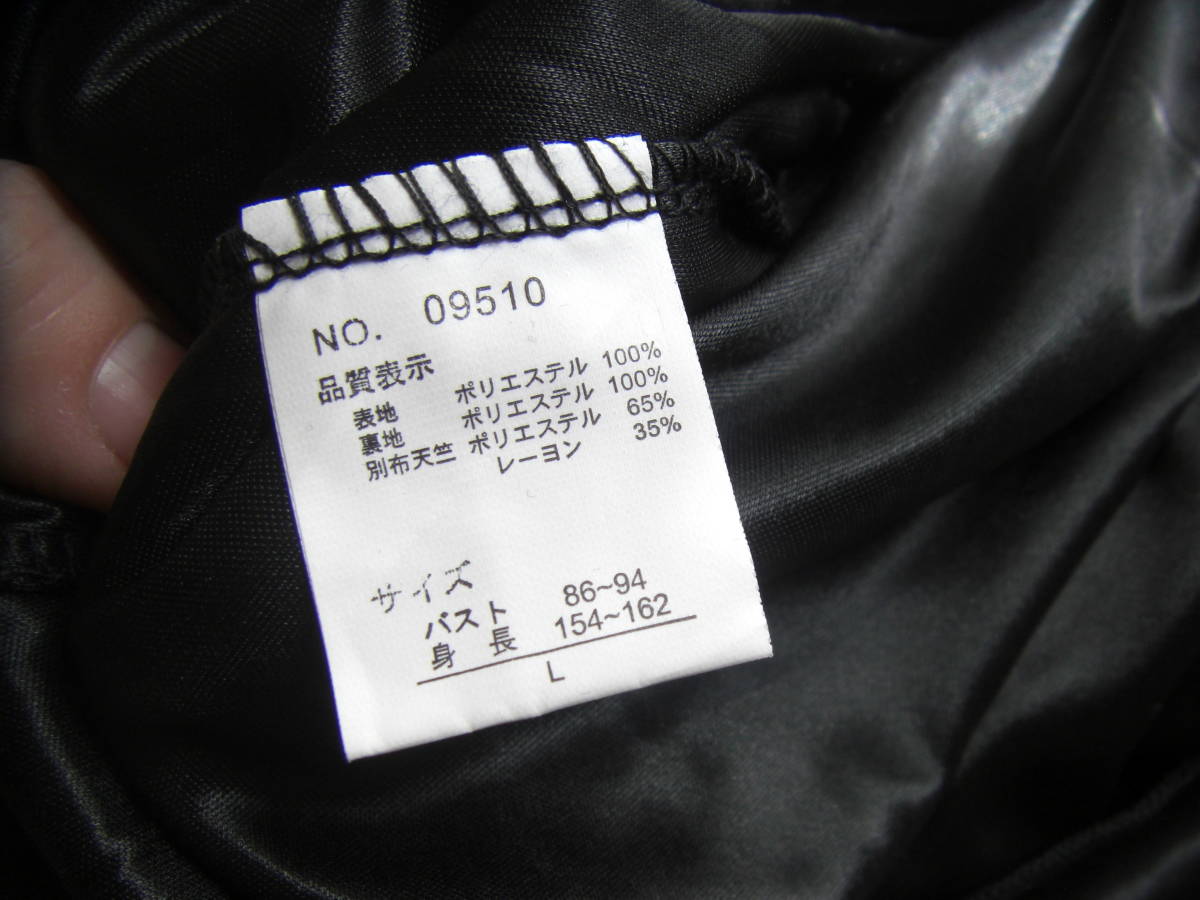 NO. 09510
品質表示
表地 ポリエステル 100%
裏地 ポリエステル 100%
別布天竺 ポリエステル 65%
レーヨン 35%
サイズ
バスト 86~94
身長 154~162
L